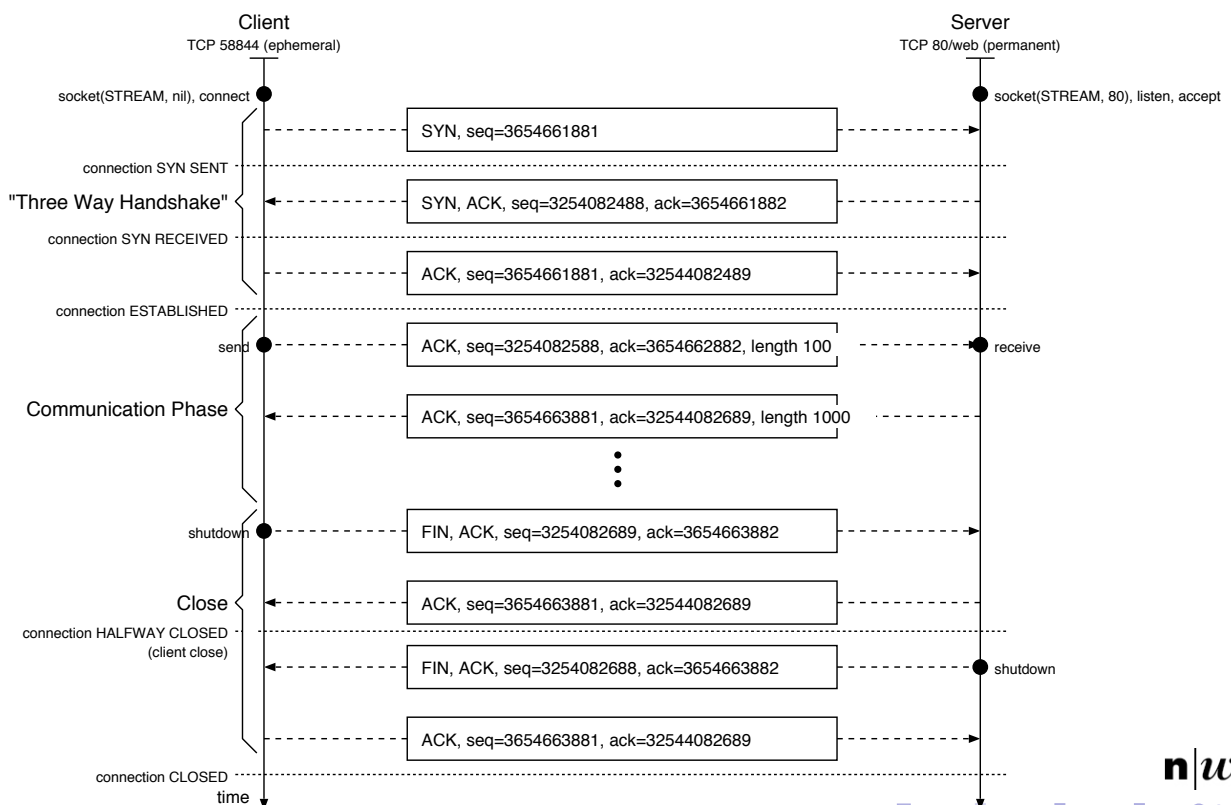 Client
Server
TCP 58844 (ephemeral)
TCP 80/web (permanent)
socket(STREAM, nil), connect
socket(STREAM, 80), listen, accept
SYN, seq=3654661881
connection SYN SENT
"Three Way Handshake"
SYN, ACK, seq=3254082488, ack=3654661882
connection SYN RECEIVED
ACK, seq=3654661881, ack=32544082489
connection ESTABLISHED
send
ACK, seq=3254082588, ack=3654662882, length 100
receive
Communication Phase
ACK, seq=3654663881, ack=32544082689, length 1000
shutdown
FIN, ACK, seq=3254082689, ack=3654663882
Close
ACK, seq=3654663881, ack=32544082689
connection HALFWAY CLOSED
(client close)
FIN, ACK, seq=3254082688, ack=3654663882
shutdown
ACK, seq=3654663881, ack=32544082689
connection CLOSED
n|w
time